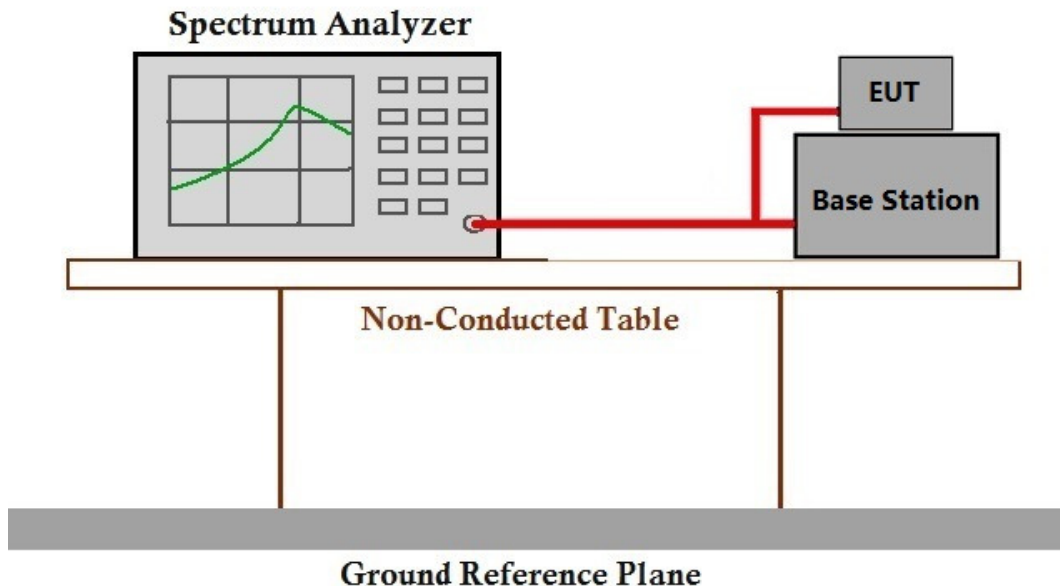 Spectrum Analyzer
EUT
Base Station
Non-Conducted Table
Ground Reference Plane